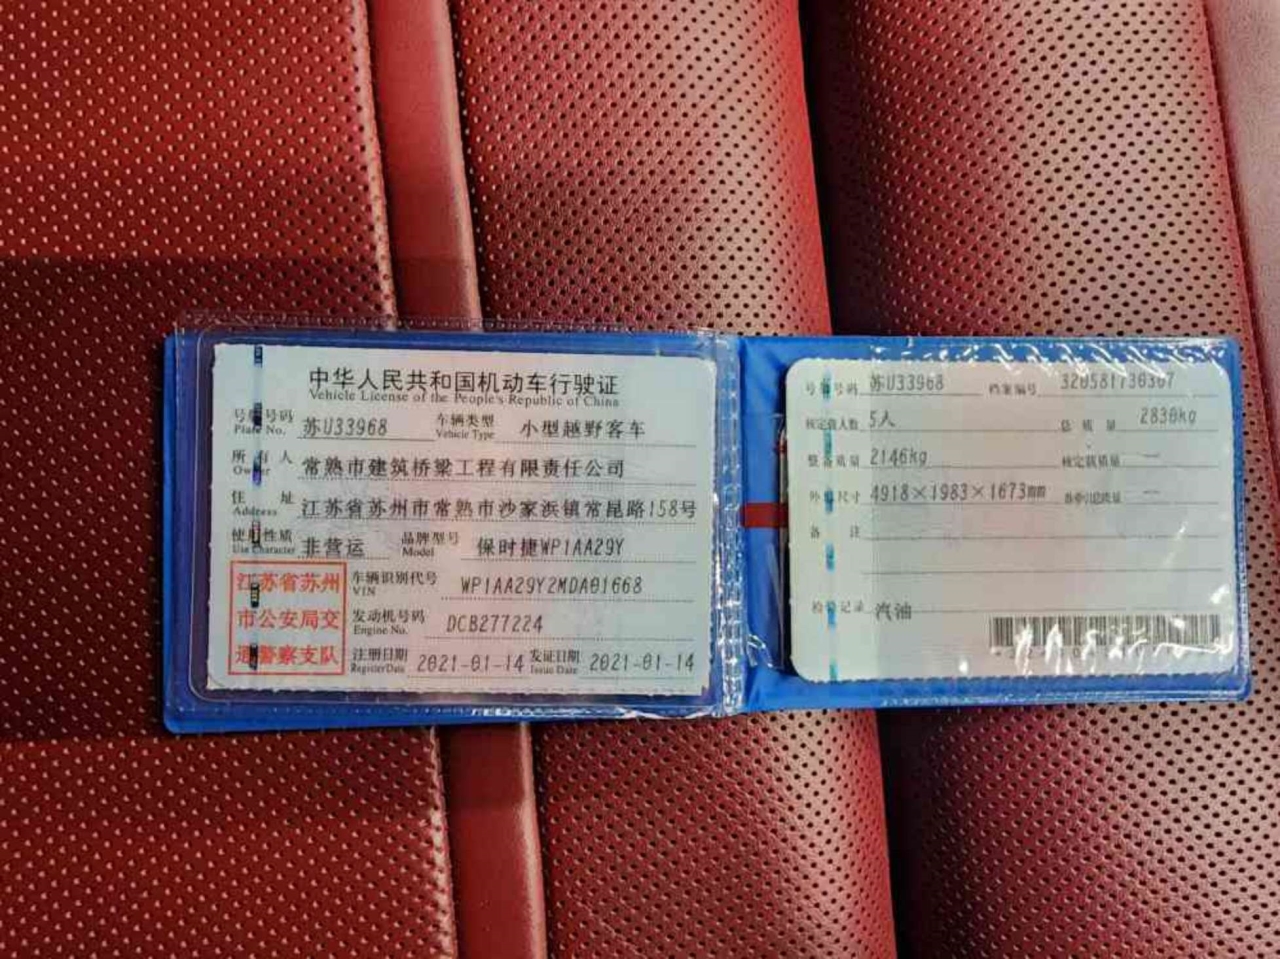 中华人民共和国机动车行驶证
Vehicle License of the People's Republic of China
号牌号码 苏U33968 车辆类型 小型越野客车
Plate No. Vehicle Type
所有人 常熟市建筑桥梁工程有限责任公司
Owner
住址 江苏省苏州市常熟市沙家浜镇常昆路158号
Address
使用性质 非营运 品牌型号 保时捷WP1AA29Y
Use Character Model
江苏省苏州
市公安局交
通警察支队
车辆识别代号 WP1AA29Y2MDA01668
VIN
发动机号码 DCB277224
Engine No.
注册日期 2021-01-14 发证日期 2021-01-14
Register Date Issue Date
号牌号码 苏U33968 档案编号
核定载人数 5人 总质量 2830kg
整备质量 2146kg 核定载质量 —
外廓尺寸 4918×1983×1673mm 准牵引总质量 —
备注
检验记录 汽油